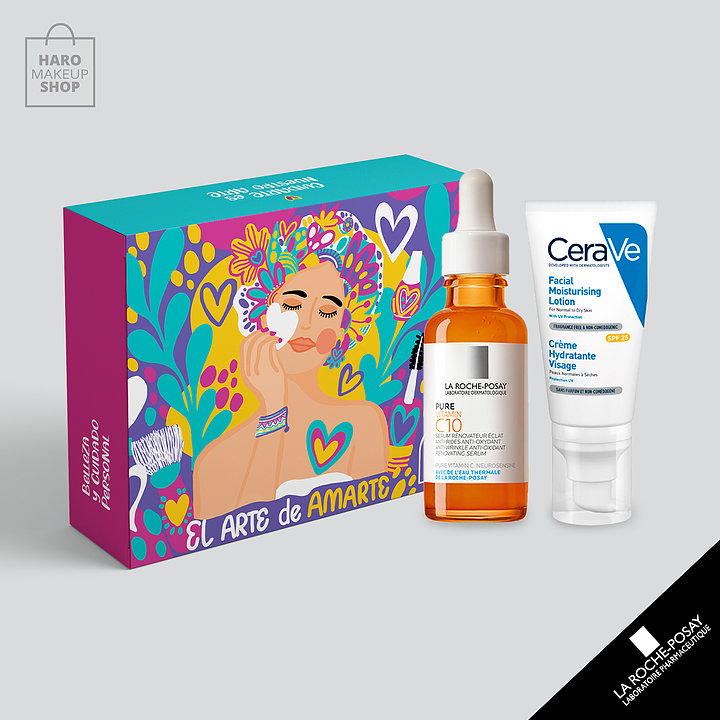 HARO
MAKEUP
SHOP
Cuidarte es
Nuestro Arte
Belleza
y Cuidado
Personal
EL ARTE de AMARTE
LA ROCHE-POSAY
LABORATOIRE DERMATOLOGIQUE
PURE
VITAMIN
C10
SÉRUM RÉNOVATEUR ÉCLAT
ANTI-RIDES ANTI-OXYDANT
ANTI-WRINKLE ANTI-OXIDANT
RENOVATING SERUM
PURE VITAMIN C: NEUROSENSINE
AVEC DE L'EAU THERMALE
DE LA ROCHE-POSAY
CeraVe
DEVELOPED WITH DERMATOLOGISTS
Facial
Moisturising
Lotion
For Normal to Dry Skin
With UV Protection
FRAGRANCE FREE & NON-COMEDOGENIC
SPF 25
Crème
Hydratante
Visage
Peaux Normales à Sèches
Protection UV
SANS PARFUM ET NON-COMÉDOGÈNE
LA ROCHE-POSAY
LABORATOIRE PHARMACEUTIQUE